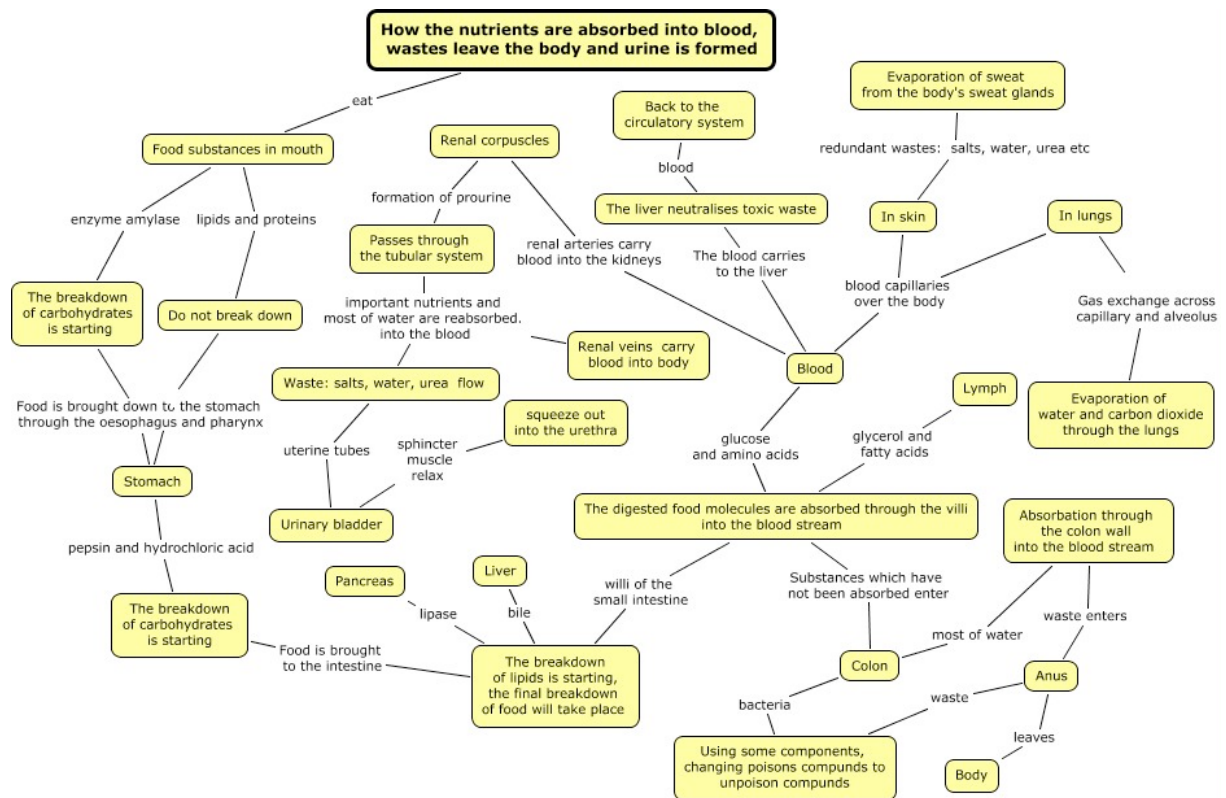 How the nutrients are absorbed into blood,
wastes leave the body and urine is formed
Evaporation of sweat
from the body's sweat glands
eat
Back to the
circulatory system
Food substances in mouth
Renal corpuscles
redundant wastes: salts, water, urea etc
blood
formation of prourine
enzyme amylase
lipids and proteins
The liver neutralises toxic waste
In skin
In lungs
Passes through
the tubular system
renal arteries carry
blood into the kidneys
The blood carries
to the liver
blood capillaries
over the body
The breakdown
of carbohydrates
is starting
Do not break down
important nutrients and
most of water are reabsorbed.
into the blood
Gas exchange across
capillary and alveolus
Renal veins carry
blood into body
Blood
Waste: salts, water, urea flow
Lymph
Evaporation of
water and carbon dioxide
through the lungs
Food is brought down to the stomach
through the oesophagus and pharynx
squeeze out
into the urethra
uterine tubes
sphincter
muscle
relax
glucose
and amino acids
glycerol and
fatty acids
Stomach
Urinary bladder
The digested food molecules are absorbed through the villi
into the blood stream
Absorbation through
the colon wall
into the blood stream
pepsin and hydrochloric acid
Pancreas
Liver
willi of the
small intestine
Substances which have
not been absorbed enter
The breakdown
of carbohydrates
is starting
lipase
bile
waste enters
most of water
Food is brought
to the intestine
The breakdown
of lipids is starting,
the final breakdown
of food will take place
Colon
Anus
bacteria
waste
leaves
Using some components,
changing poisons compunds to
unpoison compunds
Body